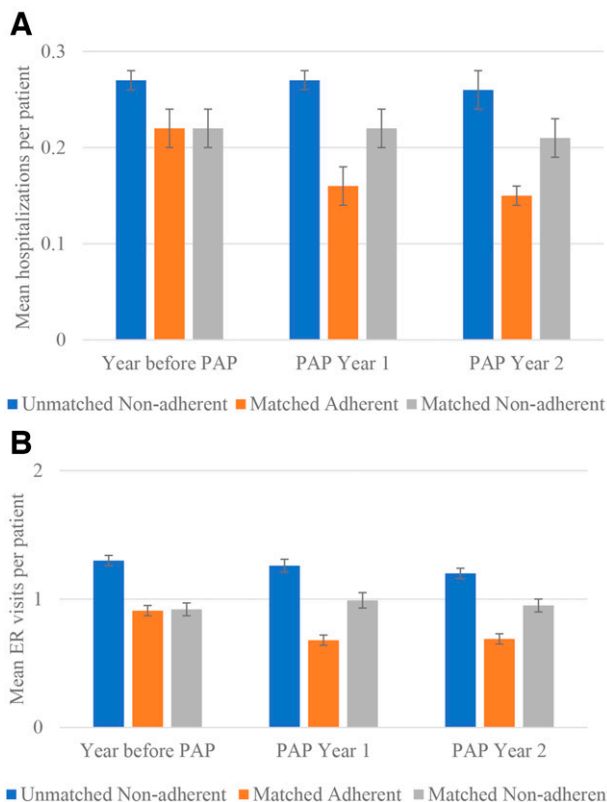 A
Mean hospitalizations per patient
0.3
0.2
0.1
0
Year before PAP PAP Year 1 PAP Year 2
Unmatched Non-adherent Matched Adherent Matched Non-adherent
B
Mean ER visits per patient
2
1
0
Year before PAP PAP Year 1 PAP Year 2
Unmatched Non-adherent Matched Adherent Matched Non-adheren